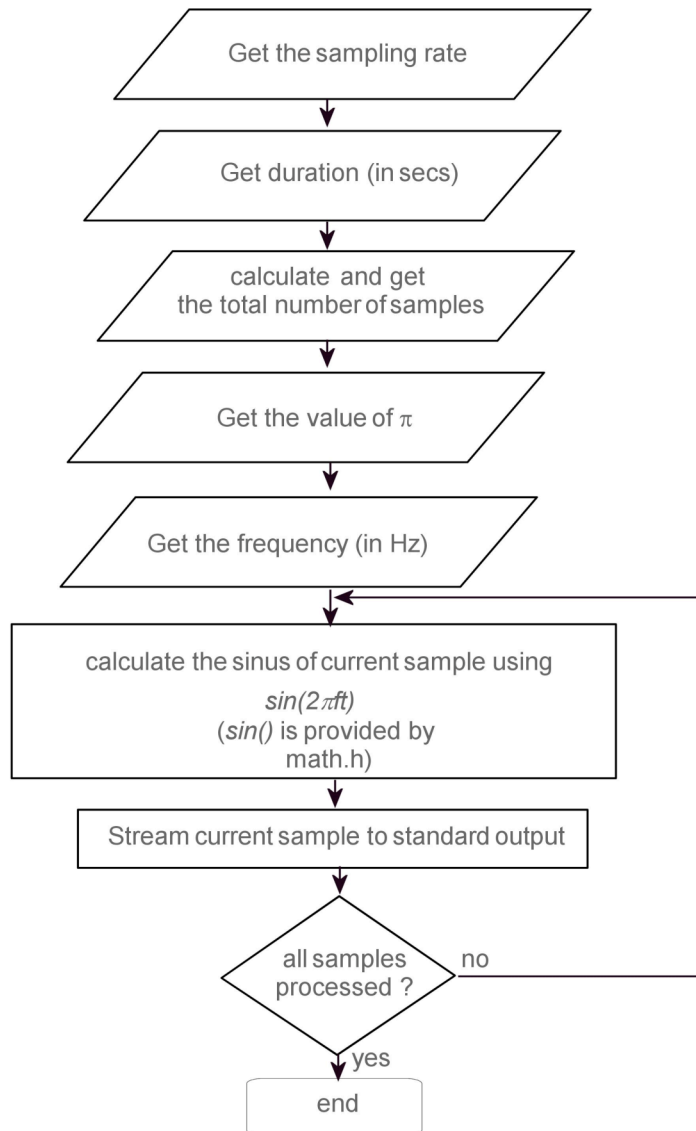 Get the sampling rate
Get duration (in secs)
calculate and get
the total number of samples
Get the value of π
Get the frequency (in Hz)
calculate the sinus of current sample using
sin(2πft)
(sin() is provided by
math.h)
Stream current sample to standard output
all samples
processed ?
no
yes
end